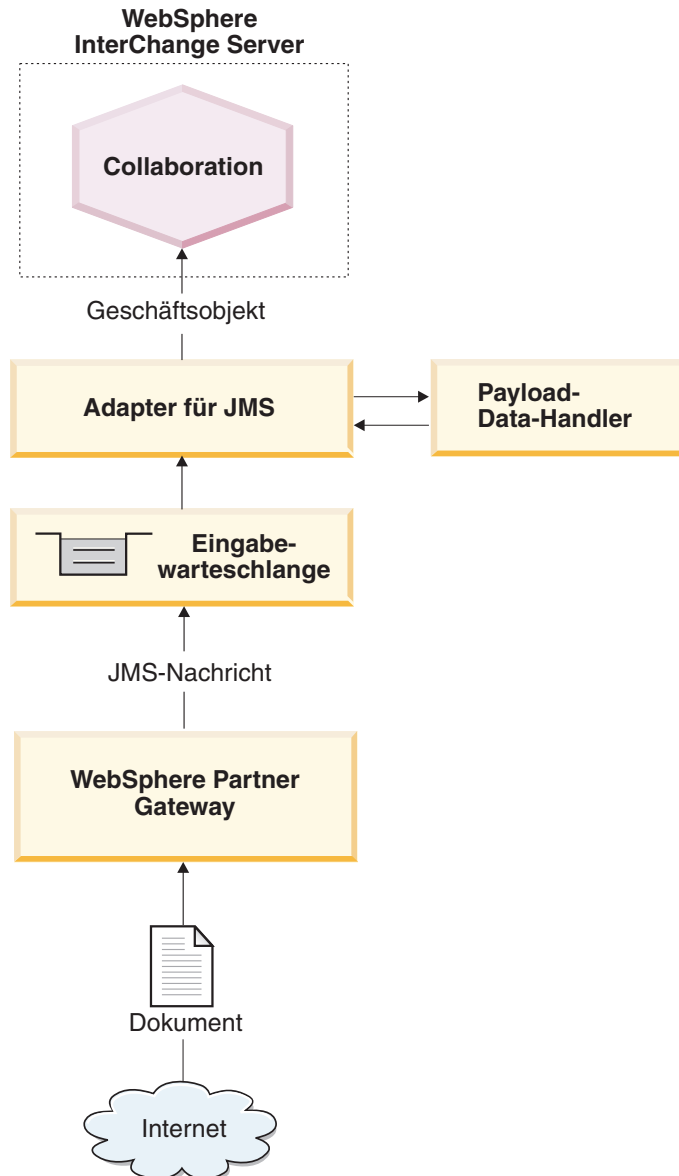 WebSphere
InterChange Server
Collaboration
Geschäftsobjekt
Adapter für JMS
Payload-
Data-Handler
Eingabe-
warteschlange
JMS-Nachricht
WebSphere Partner
Gateway
Dokument
Internet